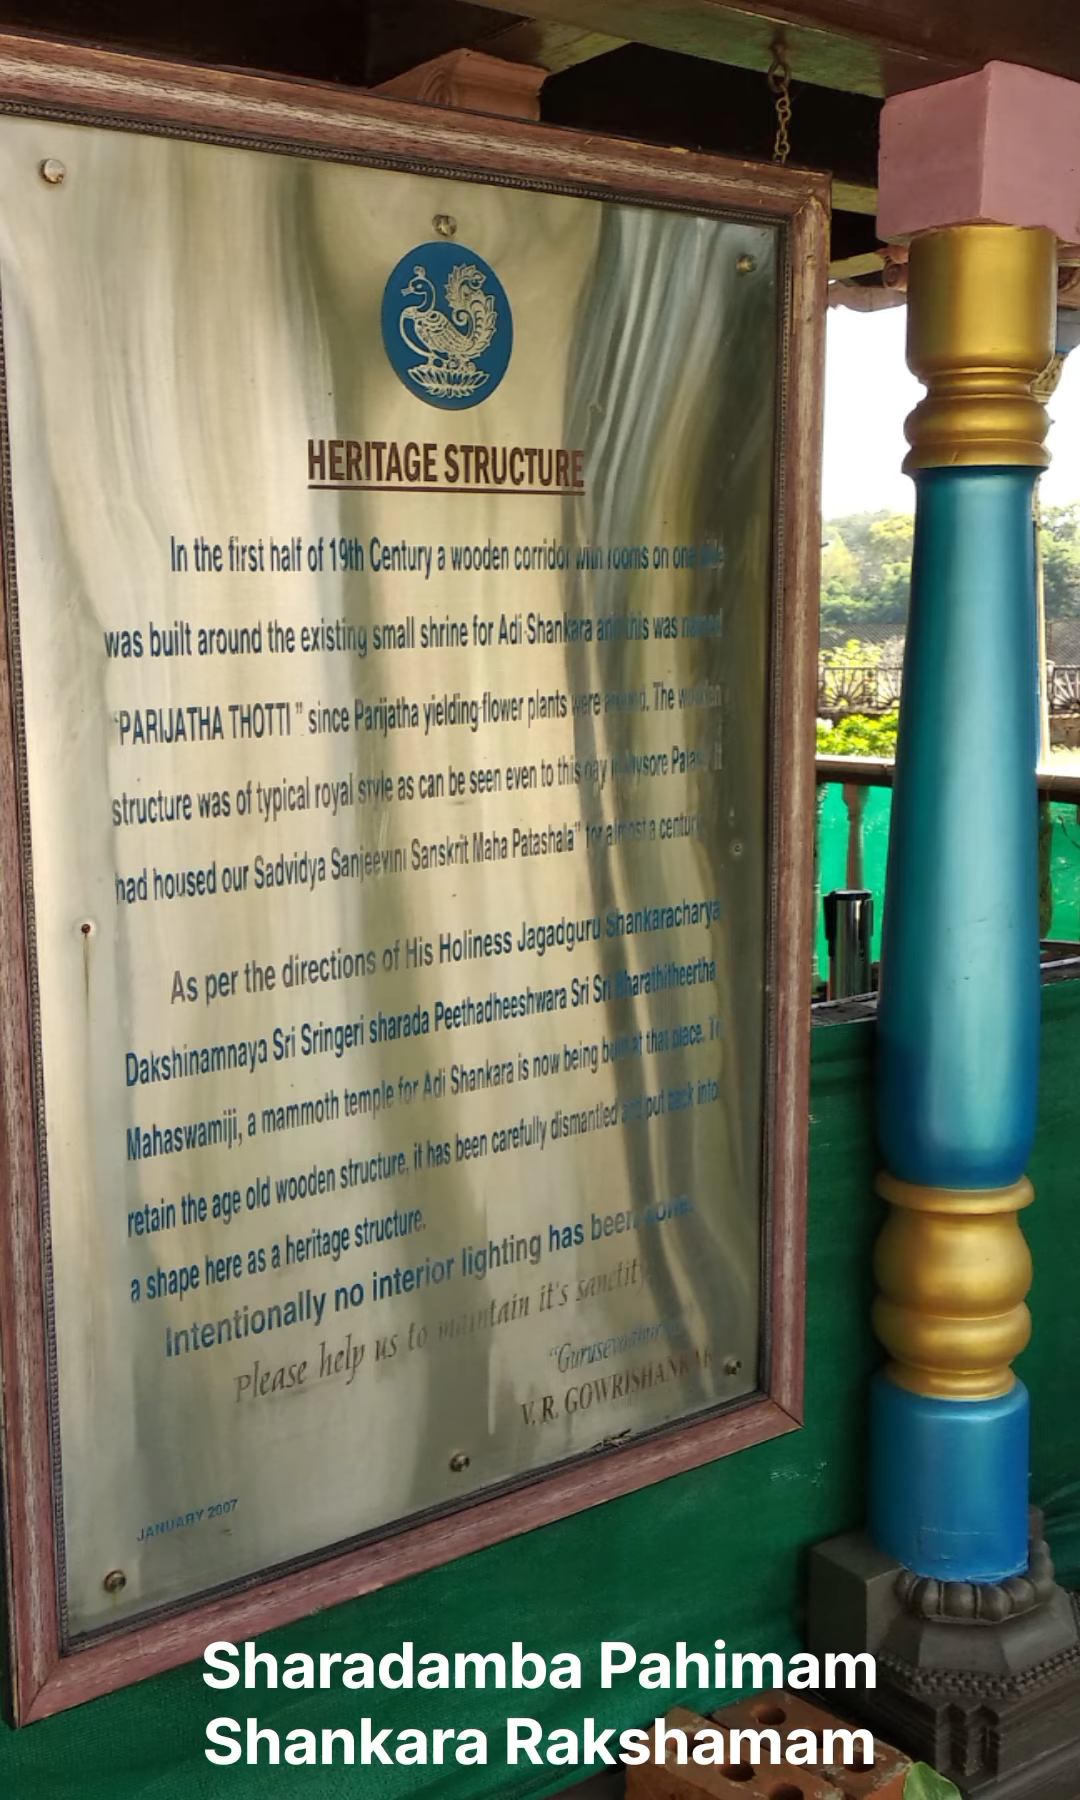 HERITAGE STRUCTURE
In the first half of 19th Century a wooden corridor with rooms on one side
was built around the existing small shrine for Adi Shankara and this was named
"PARIJATHA THOTTI " since Parijatha yielding flower plants were around. The wooden
structure was of typical royal style as can be seen even to this day in Mysore Palace. It
had housed our Sadvidya Sanjeevini Sanskrit Maha Patashala" for almost a century.
As per the directions of His Holiness Jagadguru Shankaracharya
Dakshinamnaya Sri Sringeri sharada Peethadheeshwara Sri Sri Bharathitheertha
Mahaswamiji, a mammoth temple for Adi Shankara is now being built at that place. To
retain the age old wooden structure, it has been carefully dismantled and put back into
a shape here as a heritage structure.
Intentionally no interior lighting has been done.
Please help us to maintain it's sanctity
V. R. GOWRISHANKAR
JANUARY 2007
Sharadamba Pahimam
Shankara Rakshamam